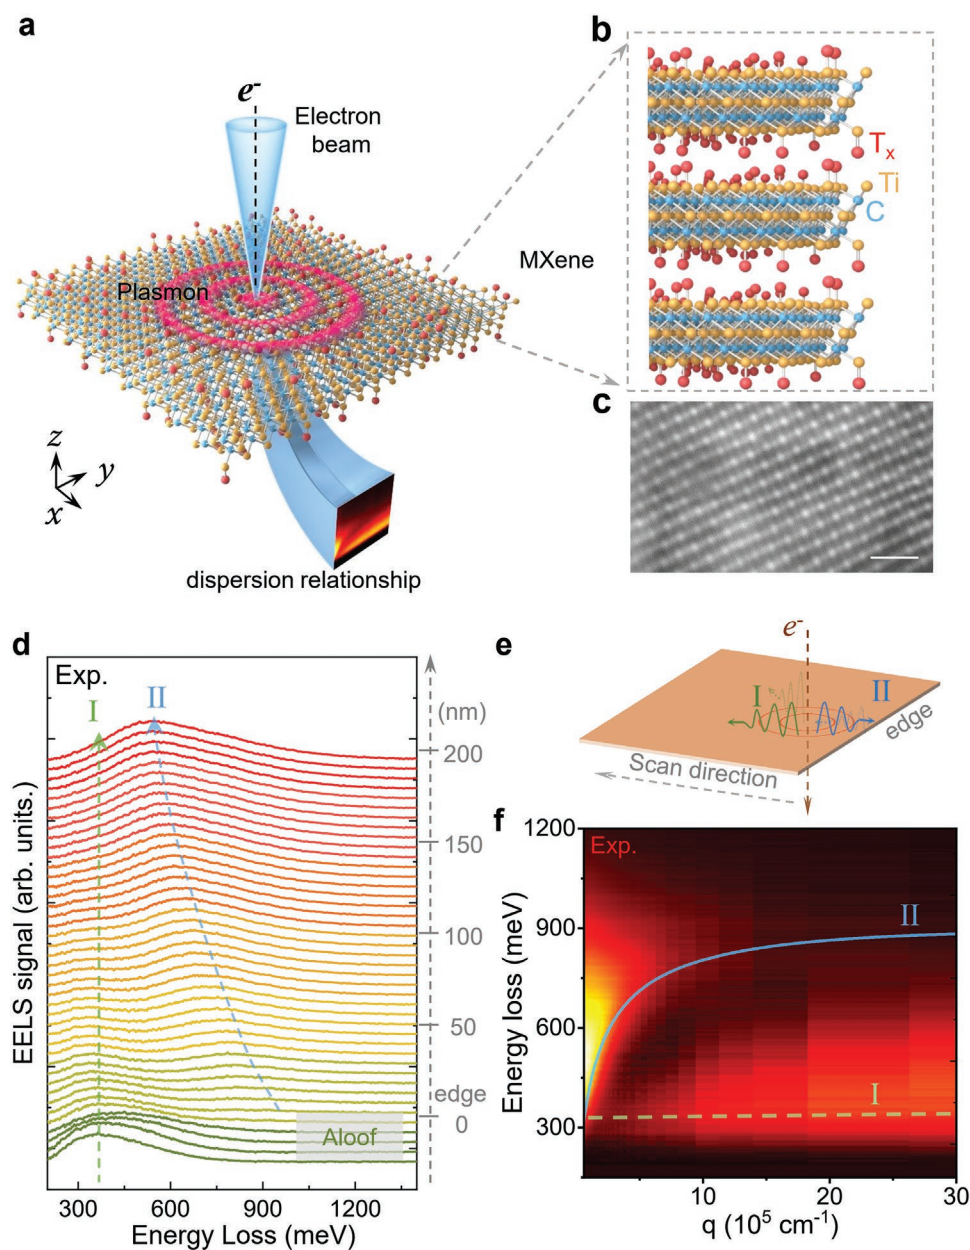 a
e-
Electron
beam
Plasmon
MXene
z
y
x
dispersion relationship
b
Tx
Ti
C
c
d
Exp.
I
II
(nm)
200
150
100
50
edge
0
Aloof
EELS signal (arb. units.)
300
600
900
1200
Energy Loss (meV)
e
e-
I
II
edge
Scan direction
f
1200
900
600
300
Exp.
II
I
Energy loss (meV)
10
20
30
q (10⁵ cm⁻¹)